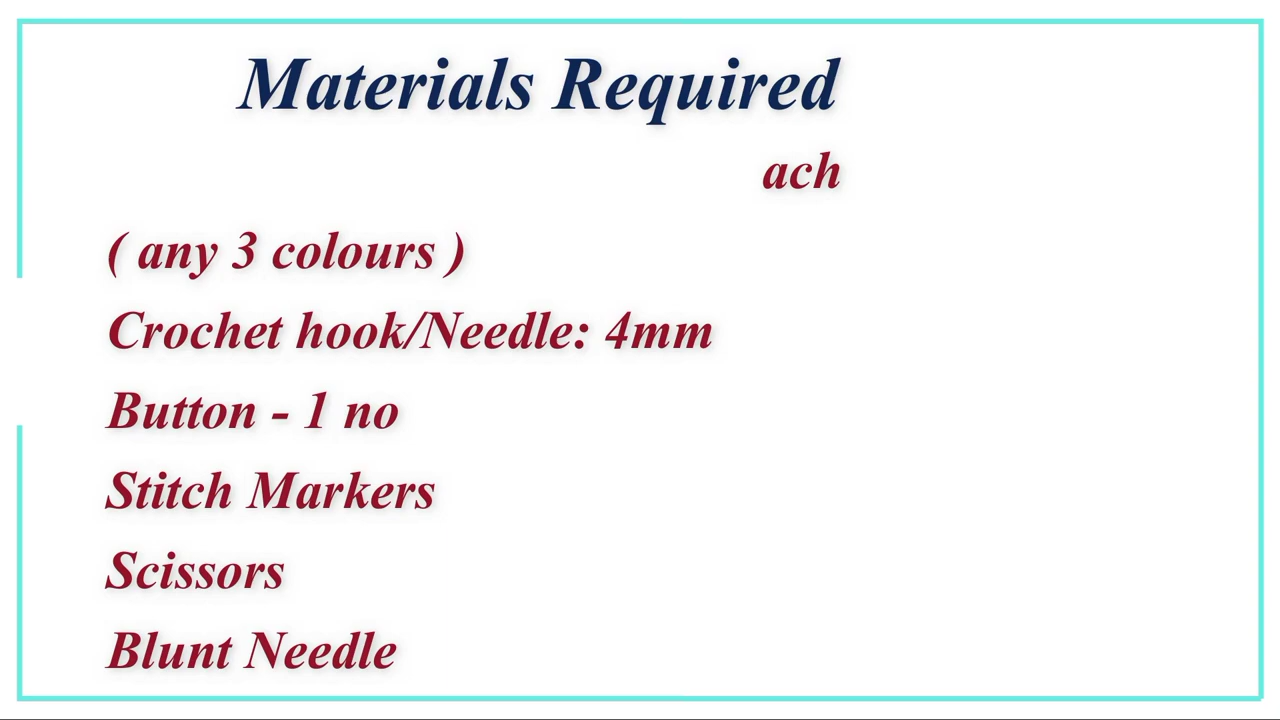 Materials Required
ach
( any 3 colours )
Crochet hook/Needle: 4mm
Button - 1 no
Stitch Markers
Scissors
Blunt Needle